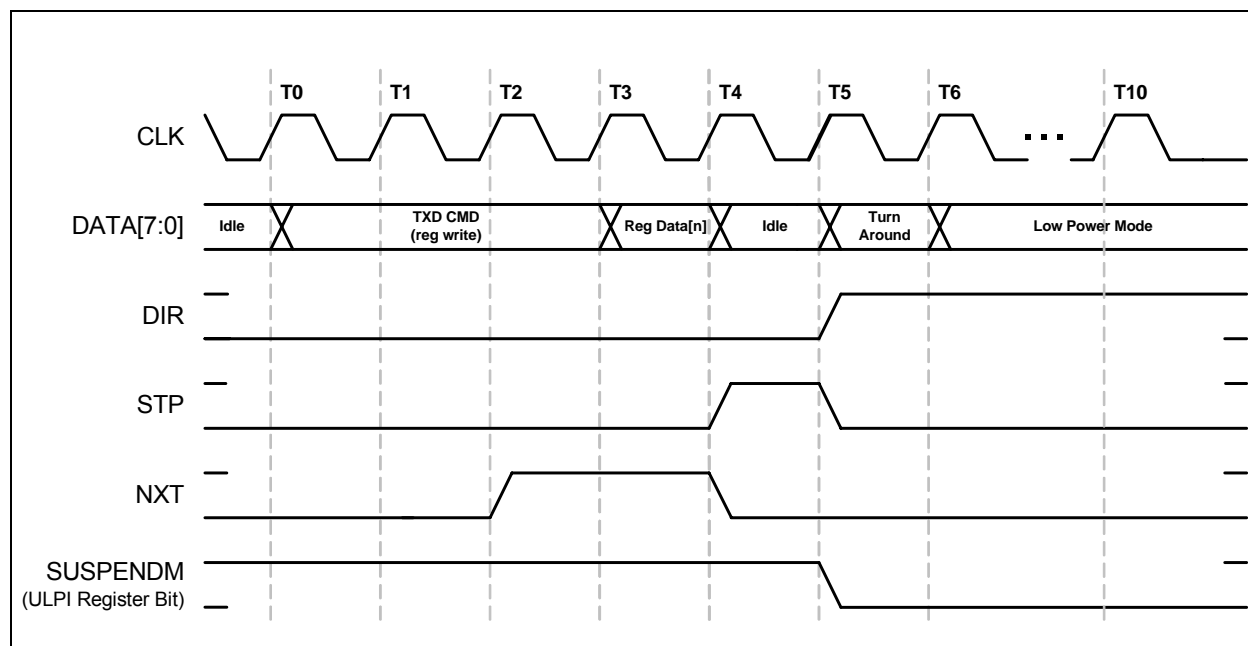 T0 T1 T2 T3 T4 T5 T6 T10
CLK
...
DATA[7:0] Idle TXD CMD Reg Data[n] Idle Turn Low Power Mode
(reg write) Around
DIR
STP
NXT
SUSPENDM
(ULPI Register Bit)